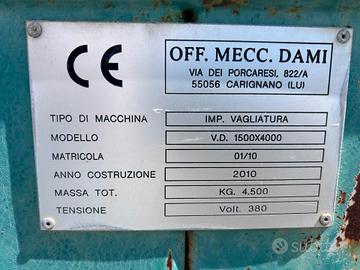 CE
OFF. MECC. DAMI
VIA DEI PORCARESI, 822/A
55056 CARIGNANO (LU)
TIPO DI MACCHINA IMP. VAGLIATURA
MODELLO V.D. 1500X4000
MATRICOLA 01/10
ANNO COSTRUZIONE 2010
MASSA TOT. KG. 4.500
TENSIONE Volt. 380
subito